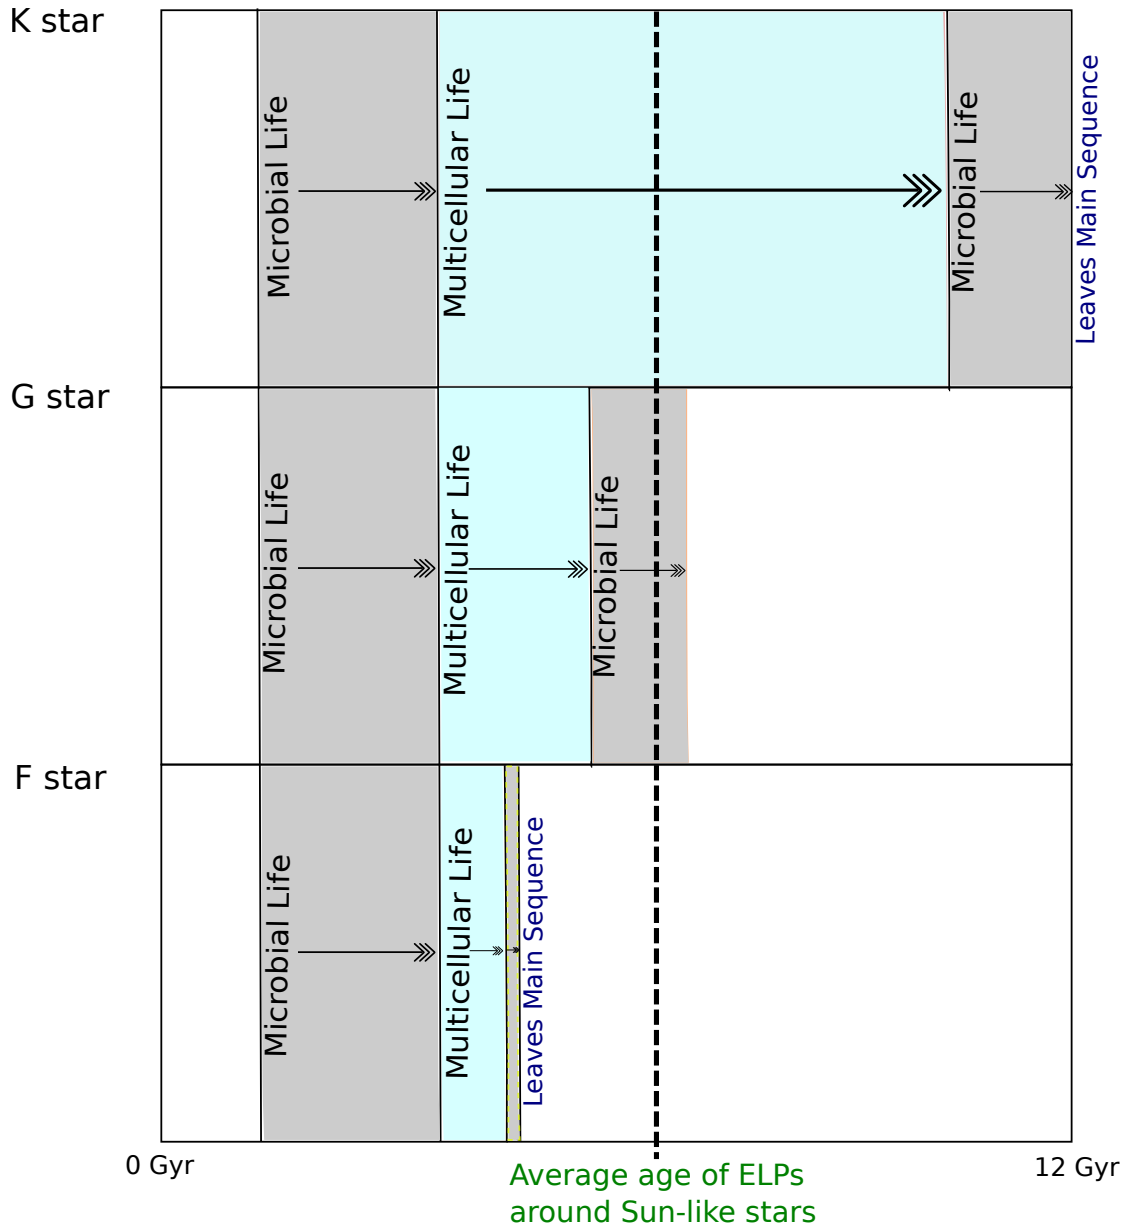 K star
Microbial Life
Multicellular Life
Microbial Life
Leaves Main Sequence
G star
Microbial Life
Multicellular Life
Microbial Life
F star
Microbial Life
Multicellular Life
Leaves Main Sequence
0 Gyr
12 Gyr
Average age of ELPs
around Sun-like stars